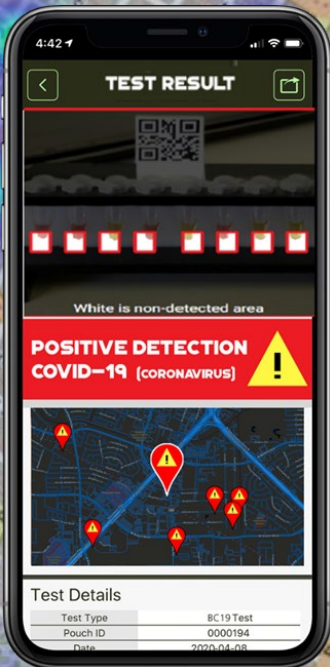 4:42
TEST RESULT
White is non-detected area
POSITIVE DETECTION
COVID-19 (CORONAVIRUS)
!
Test Details
Test Type BC19 Test
Pouch ID 0000194
Date 2020-04-08